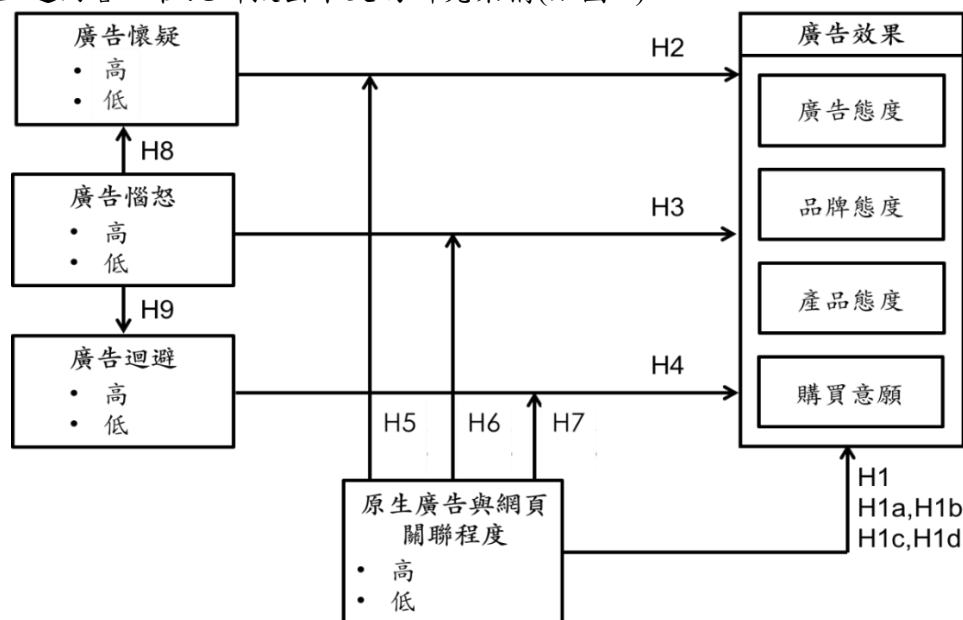 廣告懷疑
• 高
• 低
H2
廣告效果
廣告態度
品牌態度
產品態度
購買意願
H8
廣告惱怒
• 高
• 低
H3
H9
廣告迴避
• 高
• 低
H4
H5 H6 H7
原生廣告與網頁
關聯程度
• 高
• 低
H1
H1a,H1b
H1c,H1d